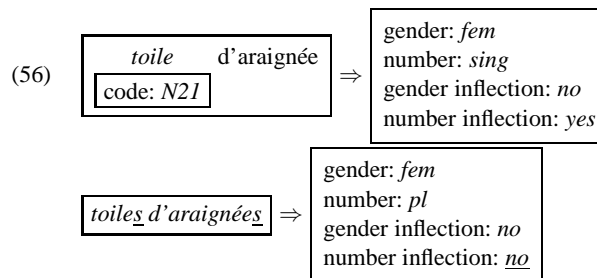 (56) toile d'araignée ⇒ gender: fem
code: N21 number: sing
gender inflection: no
number inflection: yes
toiles d'araignées ⇒ gender: fem
number: pl
gender inflection: no
number inflection: no